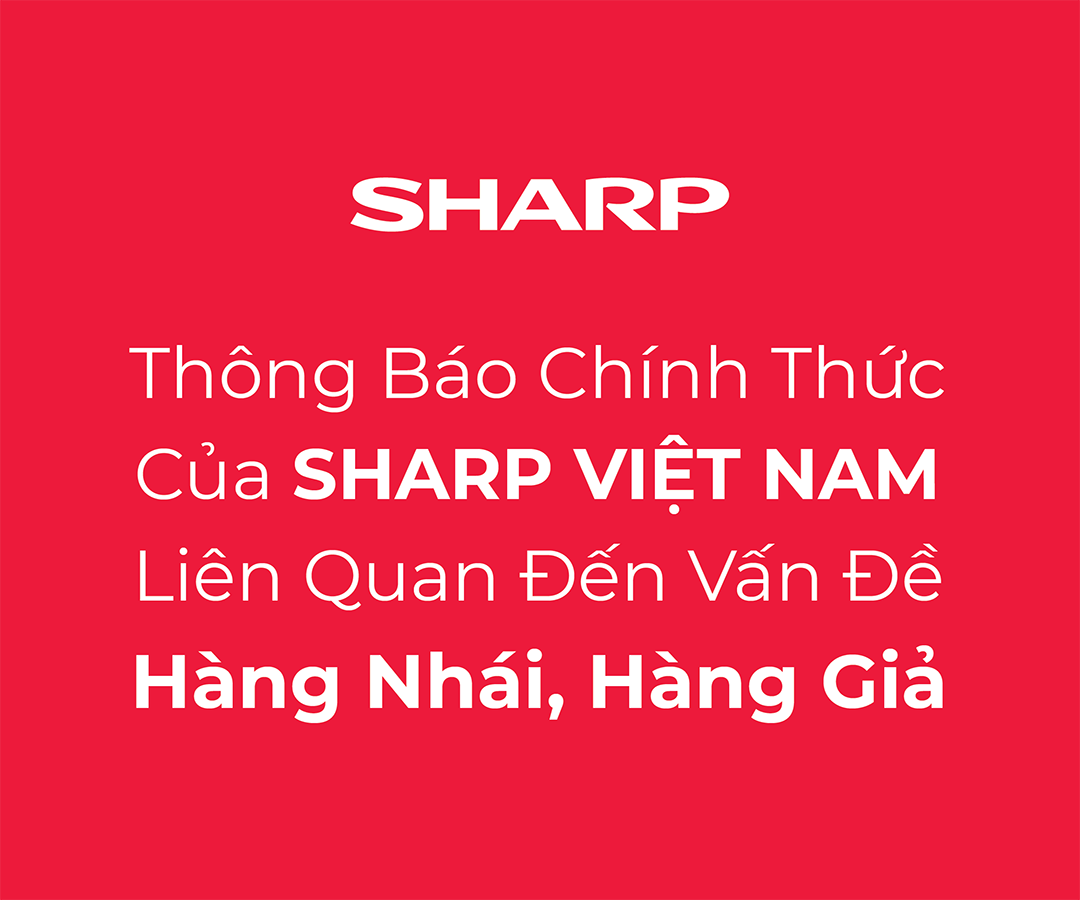 SHARP
Thông Báo Chính Thức
Của SHARP VIỆT NAM
Liên Quan Đến Vấn Đề
Hàng Nhái, Hàng Giả